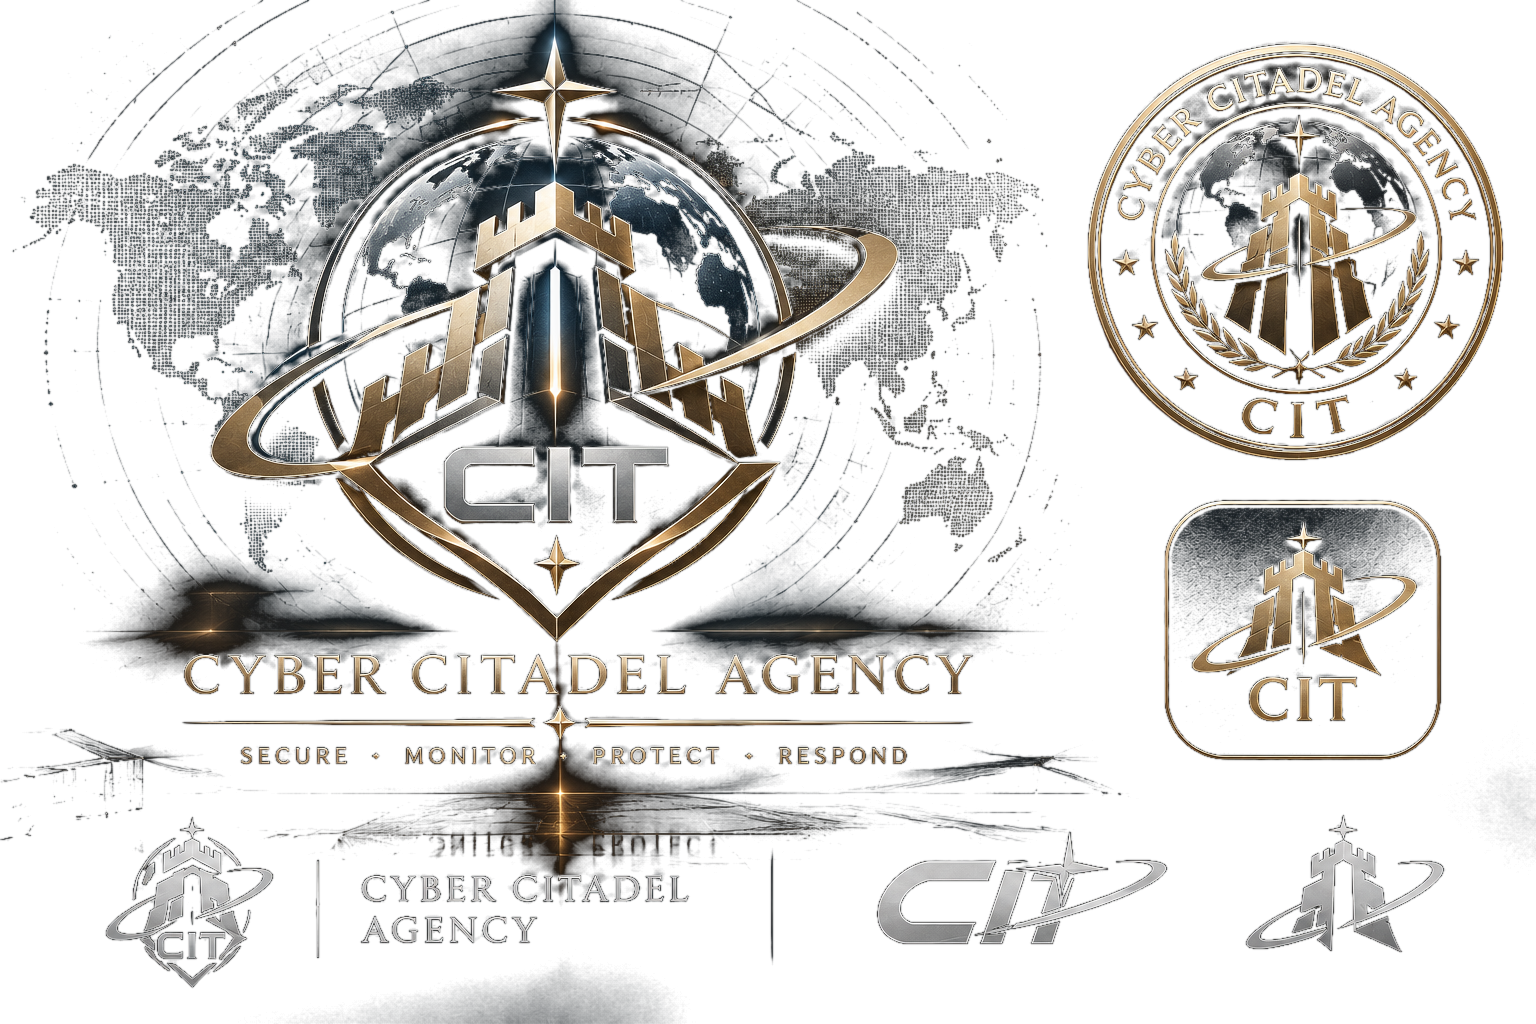 CIT
CYBER CITADEL AGENCY
SECURE · MONITOR · PROTECT · RESPOND
CYBER CITADEL AGENCY
CIT
CIT
CIT
CYBER CITADEL
AGENCY
CIT